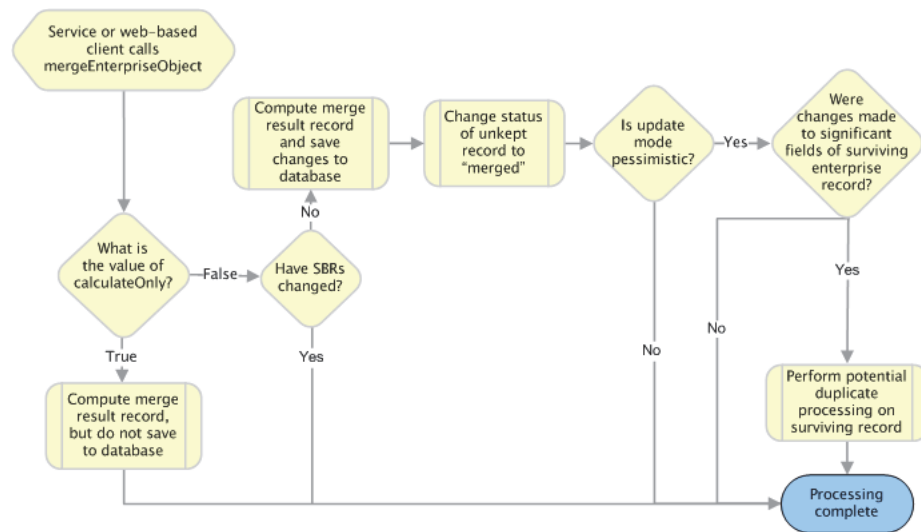 Service or web-based
client calls
mergeEnterpriseObject
Compute merge
result record
and save
changes to
database
Change status
of unkept
record to
“merged”
Is update
mode
pessimistic?
Yes
Were
changes made
to significant
fields of surviving
enterprise
record?
No
What is
the value of
calculateOnly?
False
Have SBRs
changed?
Yes
No
True
Yes
No
Compute merge
result record,
but do not save
to database
Perform potential
duplicate
processing on
surviving record
Processing
complete